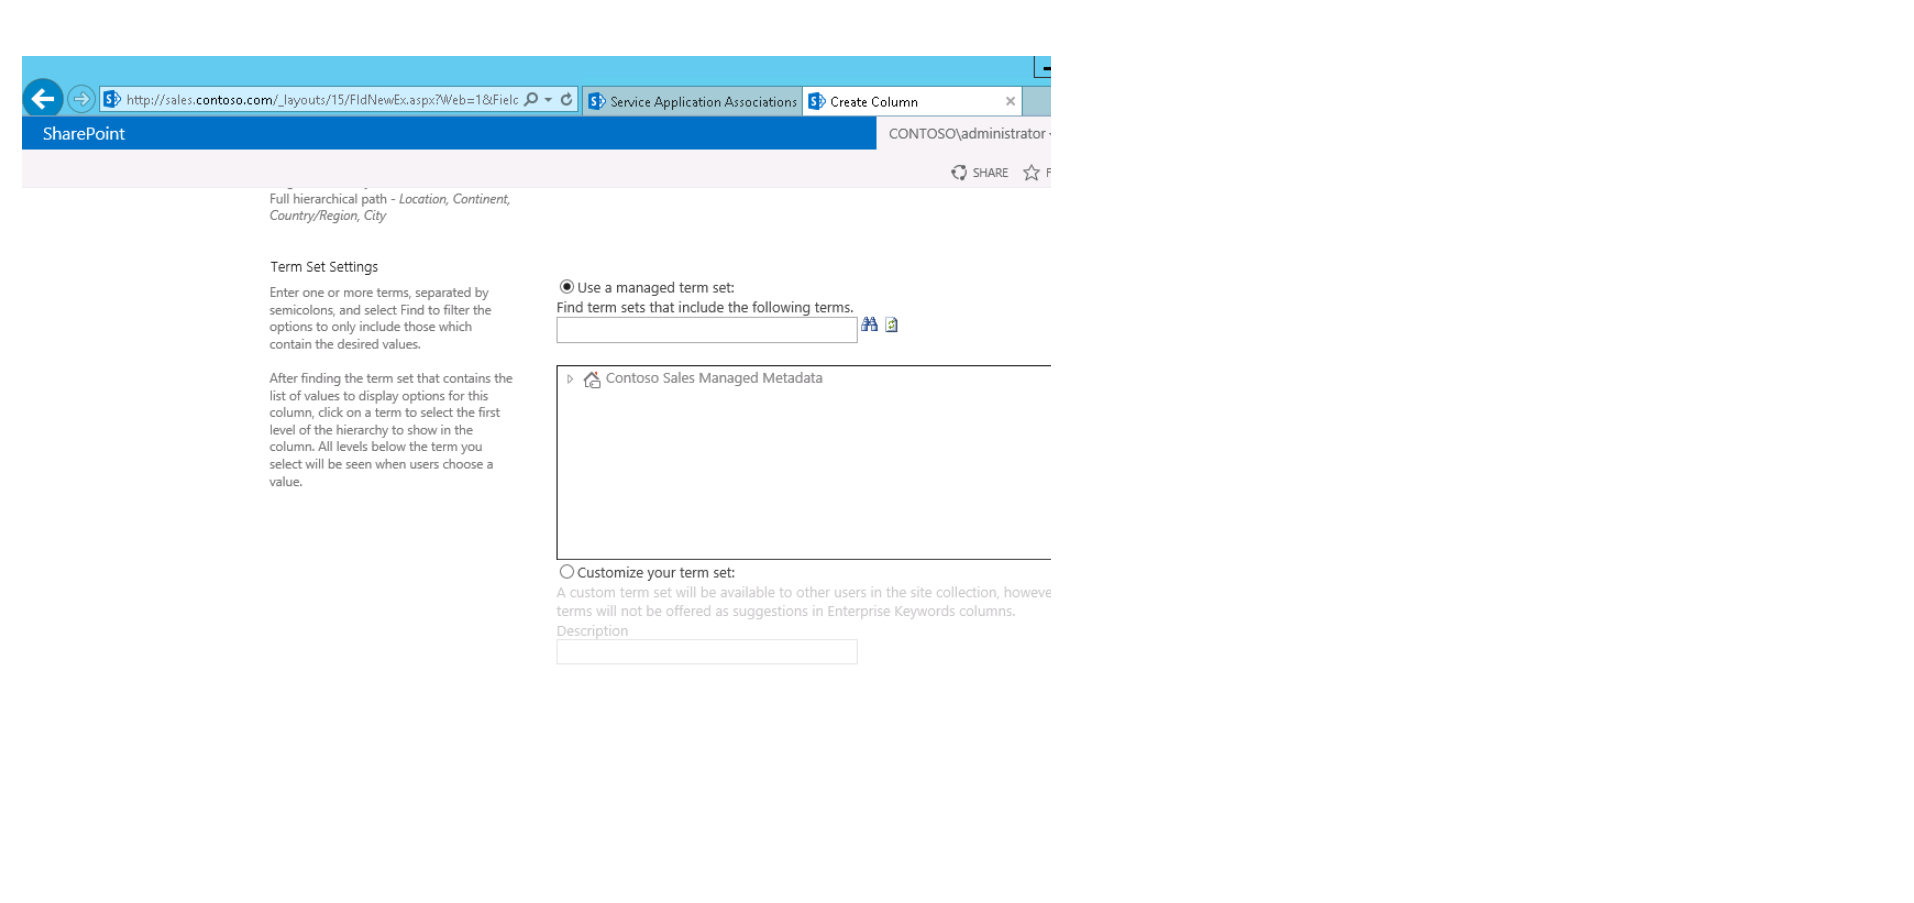 http://sales.contoso.com/_layouts/15/FldNewEx.aspx?Web=1&Fielc
Service Application Associations
Create Column
SharePoint
CONTOSO\administrator
SHARE
Full hierarchical path - Location, Continent,
Country/Region, City
Term Set Settings
Enter one or more terms, separated by
semicolons, and select Find to filter the
options to only include those which
contain the desired values.
After finding the term set that contains the
list of values to display options for this
column, click on a term to select the first
level of the hierarchy to show in the
column. All levels below the term you
select will be seen when users choose a
value.
Use a managed term set:
Find term sets that include the following terms.
Contoso Sales Managed Metadata
Customize your term set:
A custom term set will be available to other users in the site collection, howeve
terms will not be offered as suggestions in Enterprise Keywords columns.
Description